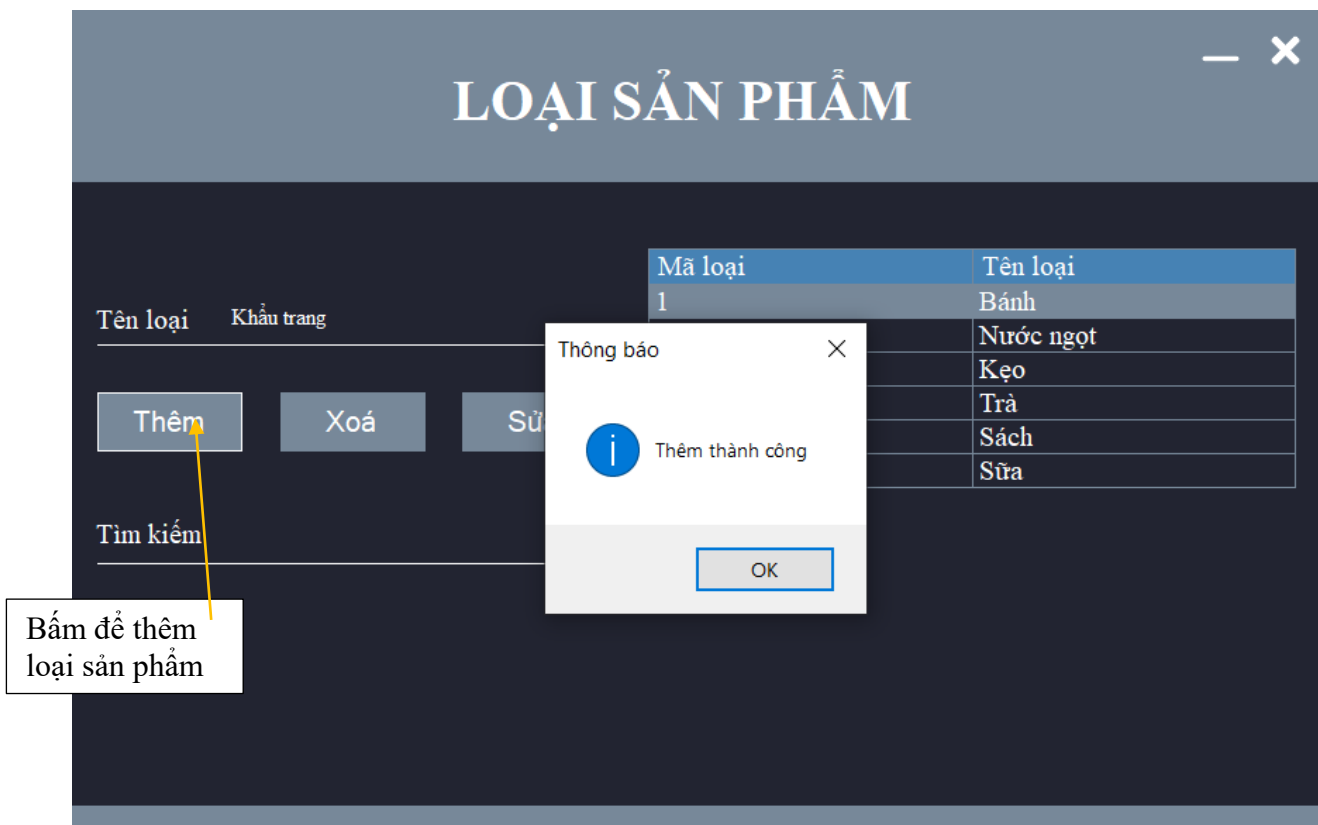 LOẠI SẢN PHẨM
Tên loại Khẩu trang
Thêm Xoá
Tìm kiếm
Mã loại Tên loại
1 Bánh
Nước ngọt
Kẹo
Trà
Sách
Sữa
Thông báo
Thêm thành công
OK
Bấm để thêm
loại sản phẩm